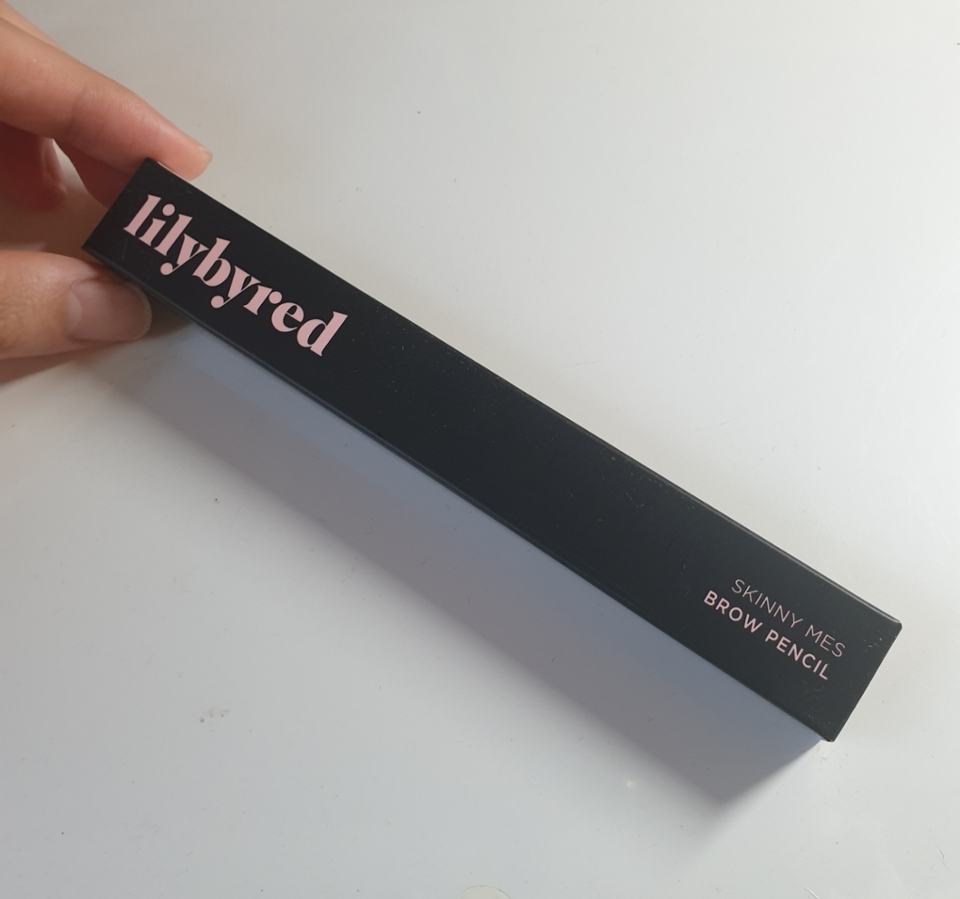 lilybyred
SKINNY MES
BROW PENCIL